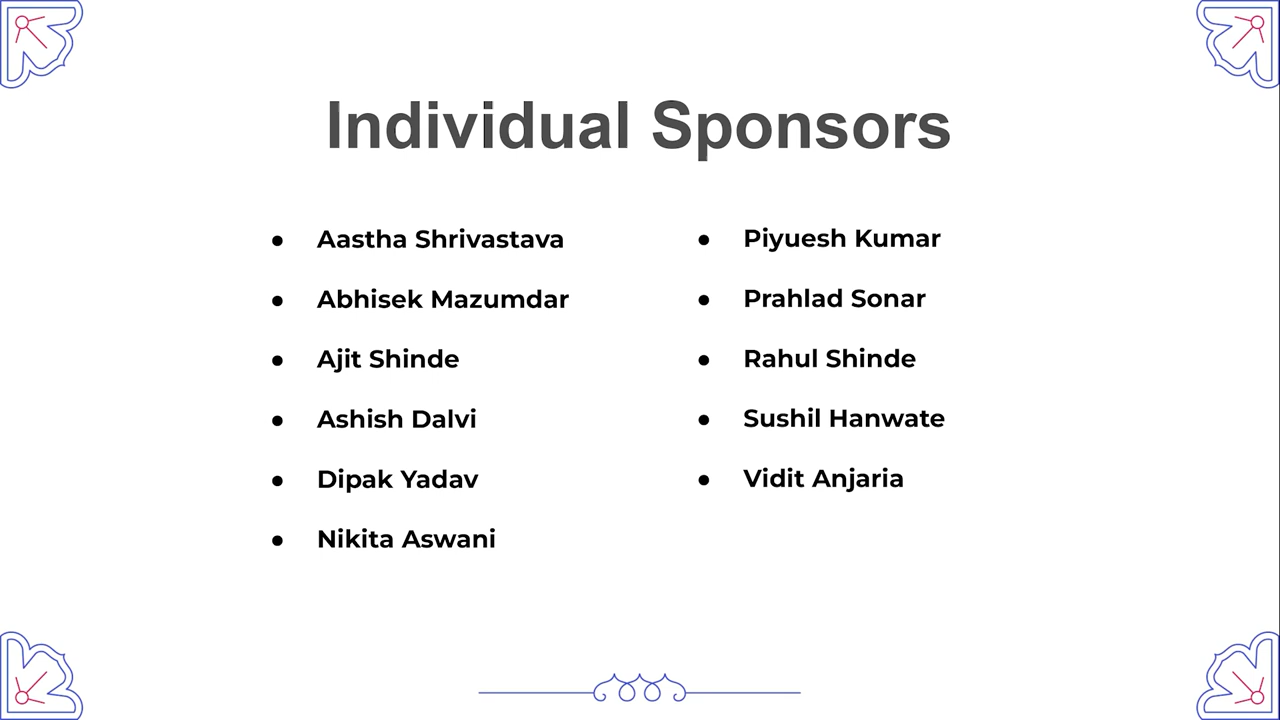 Individual Sponsors
● Aastha Shrivastava
● Abhisek Mazumdar
● Ajit Shinde
● Ashish Dalvi
● Dipak Yadav
● Nikita Aswani
● Piyuesh Kumar
● Prahlad Sonar
● Rahul Shinde
● Sushil Hanwate
● Vidit Anjaria